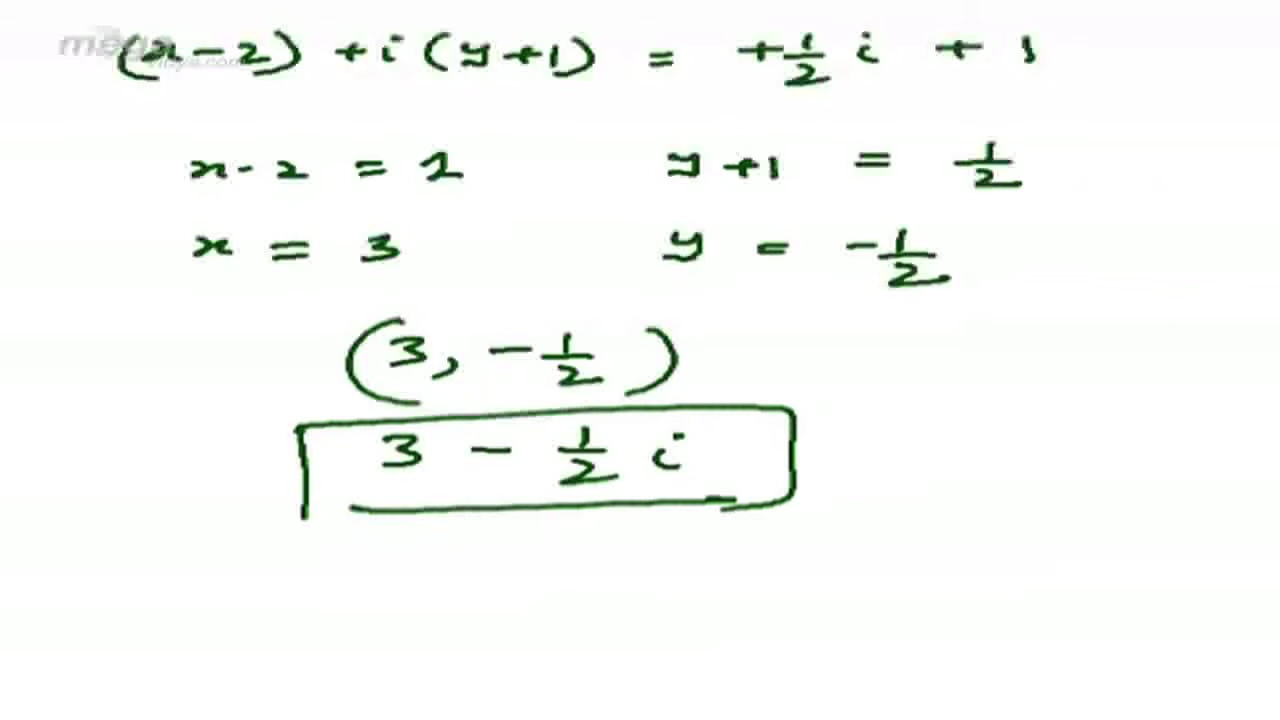 mega
(x-2) + i(y+1) = +1/2 i + 1
x-2 = 1 y+1 = 1/2
x = 3 y = -1/2
(3, -1/2)
3 - 1/2 i